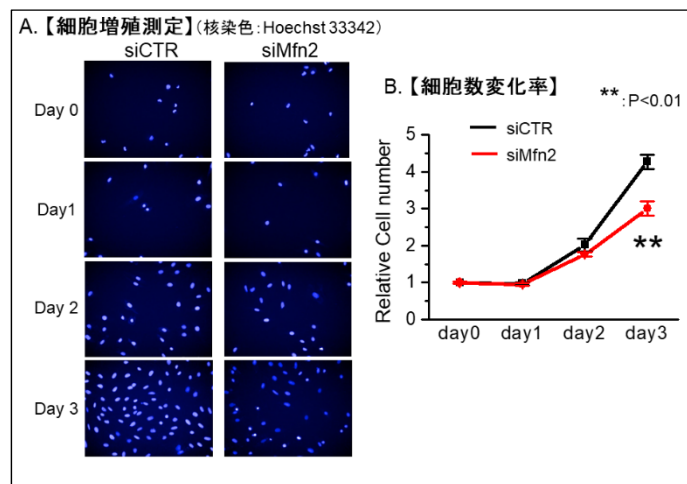 A.【細胞増殖測定】(核染色:Hoechst 33342)
siCTR siMfn2
Day 0
Day1
Day 2
Day 3
B.【細胞数変化率】
**:P<0.01
siCTR
siMfn2
Relative Cell number
5
4
3
2
1
0
**
day0 day1 day2 day3